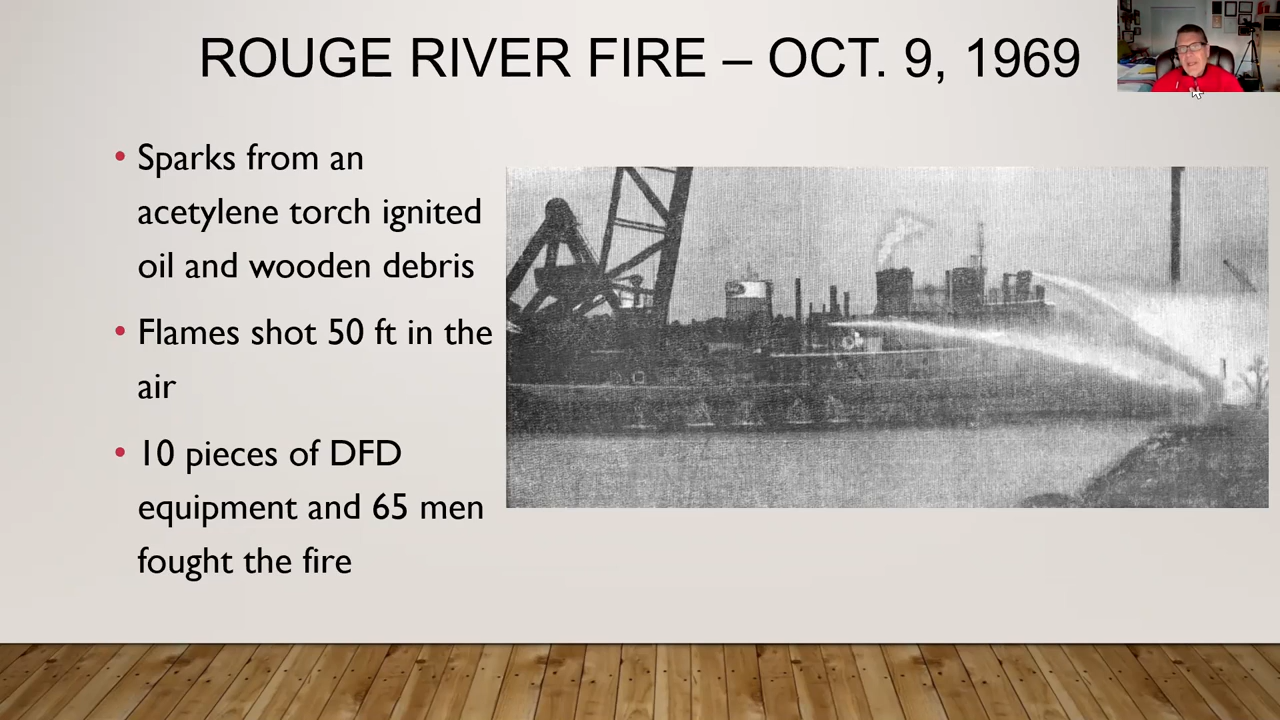 ROUGE RIVER FIRE – OCT. 9, 1969
• Sparks from an
acetylene torch ignited
oil and wooden debris
• Flames shot 50 ft in the
air
• 10 pieces of DFD
equipment and 65 men
fought the fire